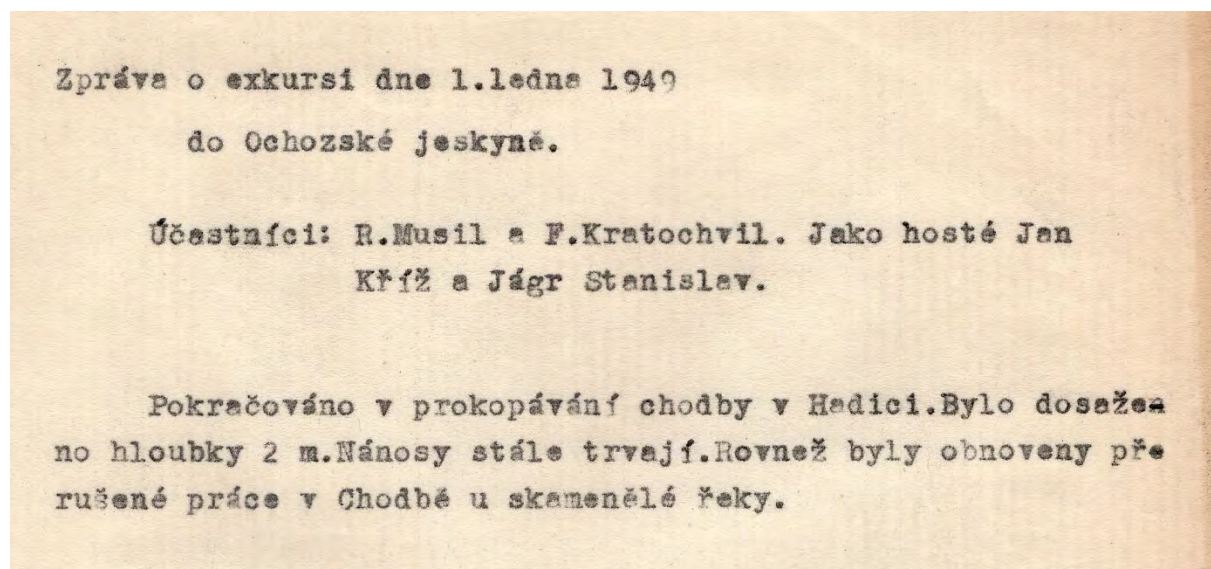 Zpráva o exkursi dne 1.ledna 1949
do Ochozské jeskyně.
Účastníci: R.Musil a F.Kratochvil. Jako hosté Jan
Kříž a Jágr Stanislav.
Pokračováno v prokopávání chodby v Hadici.Bylo dosažen
no hloubky 2 m.Nánosy stále trvají.Rovnež byly obnoveny pře
rušené práce v Chodbě u skamenělé řeky.